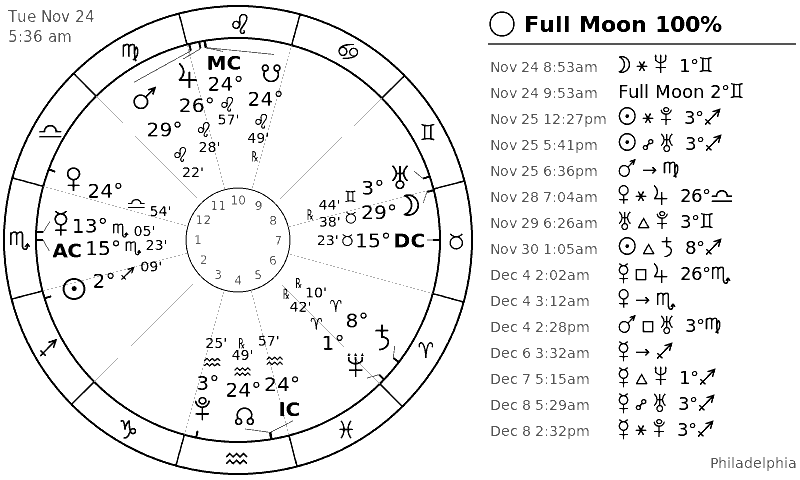 Tue Nov 24
5:36 am
MC
24° ♌ 57'
♃ 26° ♌ 28'
☋ 24° ♌ 49' ℞
♂ 29° ♌ 22'
♀ 24° ♎ 54'
☿ 13° ♏ 05'
AC 15° ♏ 23'
☉ 2° ♐ 09'
♅ 3° ♊ 44' ℞
☽ 29° ♉ 38'
DC 15° ♉ 23'
♄ 8° ♈ 10' ℞
♆ 1° ♈ 42' ℞
♇ 3° ♒ 25'
☊ 24° ♒ 49' ℞
IC 24° ♒ 57'
♌
♍
♎
♏
♐
♑
♒
♓
♈
♉
♊
♋
1
2
3
4
5
6
7
8
9
10
11
12
Full Moon 100%
Nov 24 8:53am ☽ ⚹ ♆ 1°♊
Nov 24 9:53am Full Moon 2°♊
Nov 25 12:27pm ☉ ⚹ ♇ 3°♐
Nov 25 5:41pm ☉ ☍ ♅ 3°♐
Nov 25 6:36pm ♂ → ♍
Nov 28 7:04am ♀ ⚹ ♃ 26°♎
Nov 29 6:26am ♅ △ ♇ 3°♊
Nov 30 1:05am ☉ △ ♄ 8°♐
Dec 4 2:02am ☿ □ ♃ 26°♏
Dec 4 3:12am ♀ → ♏
Dec 4 2:28pm ♂ □ ♅ 3°♍
Dec 6 3:32am ☿ → ♐
Dec 7 5:15am ☿ △ ♆ 1°♐
Dec 8 5:29am ☿ ☍ ♅ 3°♐
Dec 8 2:32pm ☿ ⚹ ♇ 3°♐
Philadelphia